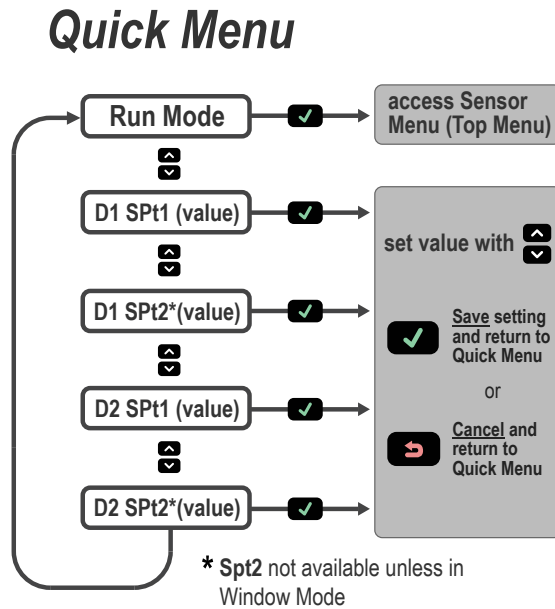 Quick Menu
Run Mode
access Sensor
Menu (Top Menu)
D1 SPt1 (value)
set value with
D1 SPt2*(value)
Save setting
and return to
Quick Menu
or
D2 SPt1 (value)
Cancel and
return to
Quick Menu
D2 SPt2*(value)
* Spt2 not available unless in
Window Mode